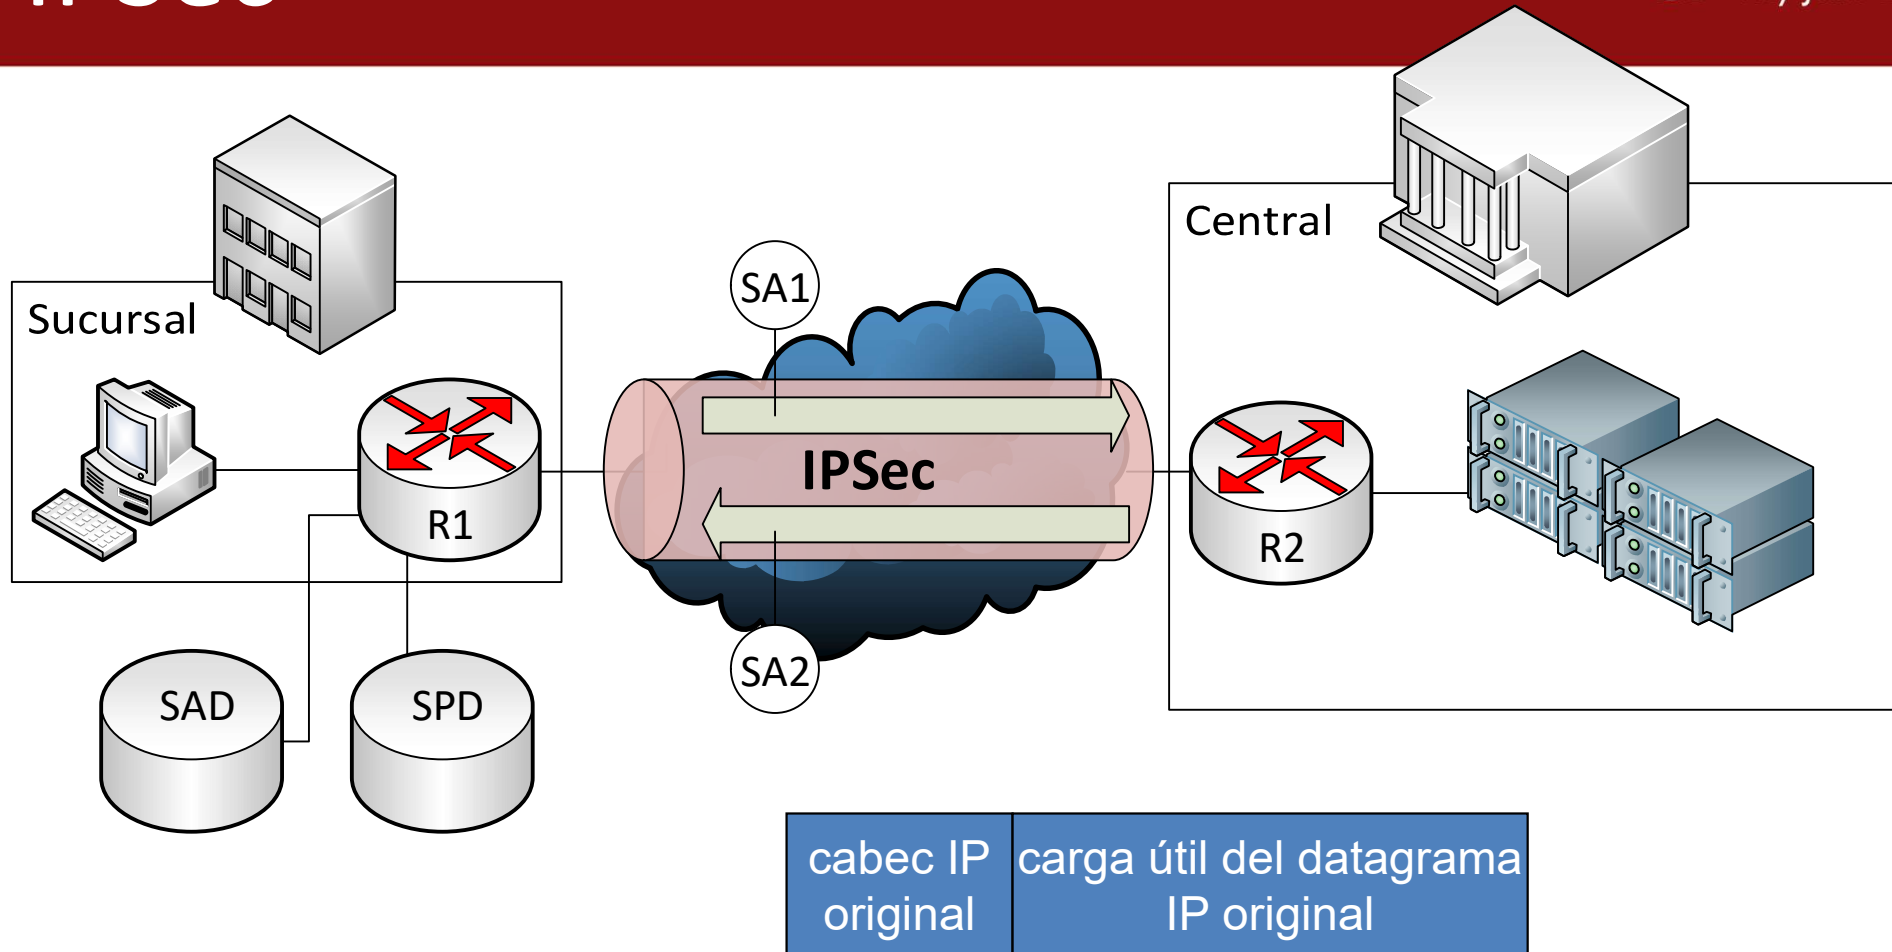 Central
SA1
Sucursal
IPSec
R1
R2
SA2
SAD
SPD
cabec IP
original
carga útil del datagrama
IP original